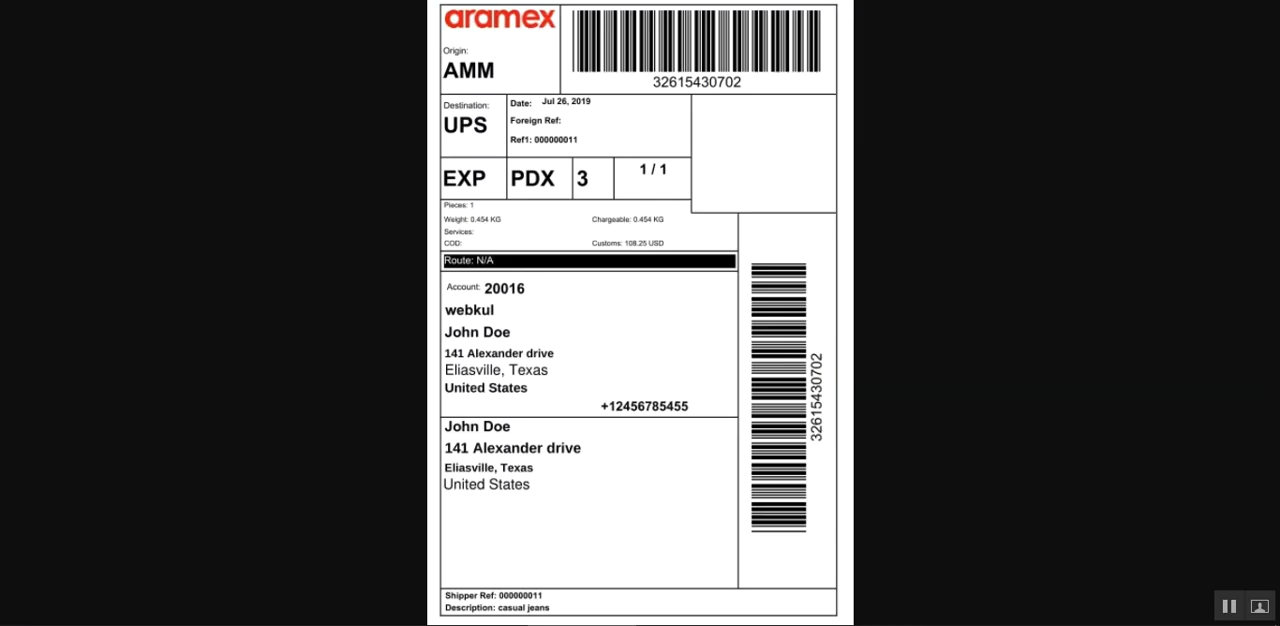 aramex
Origin:
AMM
32615430702
Destination:
UPS
Date: Jul 26, 2019
Foreign Ref:
Ref1: 000000011
EXP PDX 3 1 / 1
Pieces: 1
Weight: 0.454 KG Chargeable: 0.454 KG
Services:
COD: Customs: 108.25 USD
Route: N/A
Account: 20016
webkul
John Doe
141 Alexander drive
Eliasville, Texas
United States
+12456785455
John Doe
141 Alexander drive
Eliasville, Texas
United States
32615430702
Shipper Ref: 000000011
Description: casual jeans